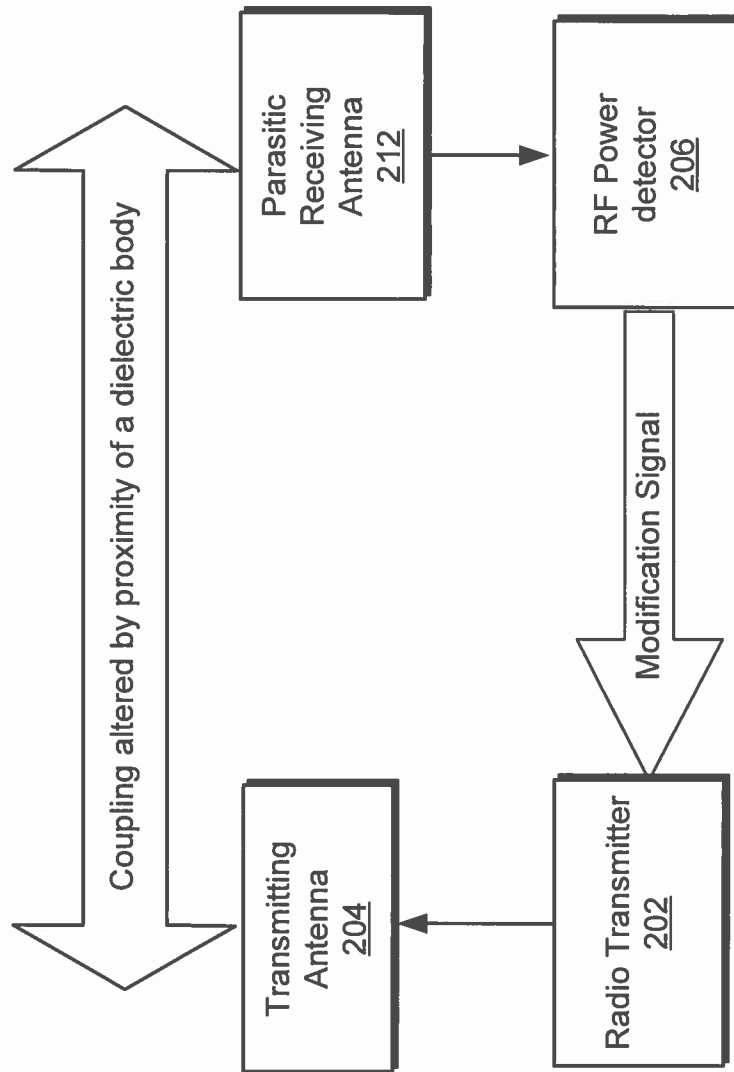 Coupling altered by proximity of a dielectric body
Transmitting
Antenna
204
Parasitic
Receiving
Antenna
212
Radio Transmitter
202
Modification Signal
RF Power
detector
206